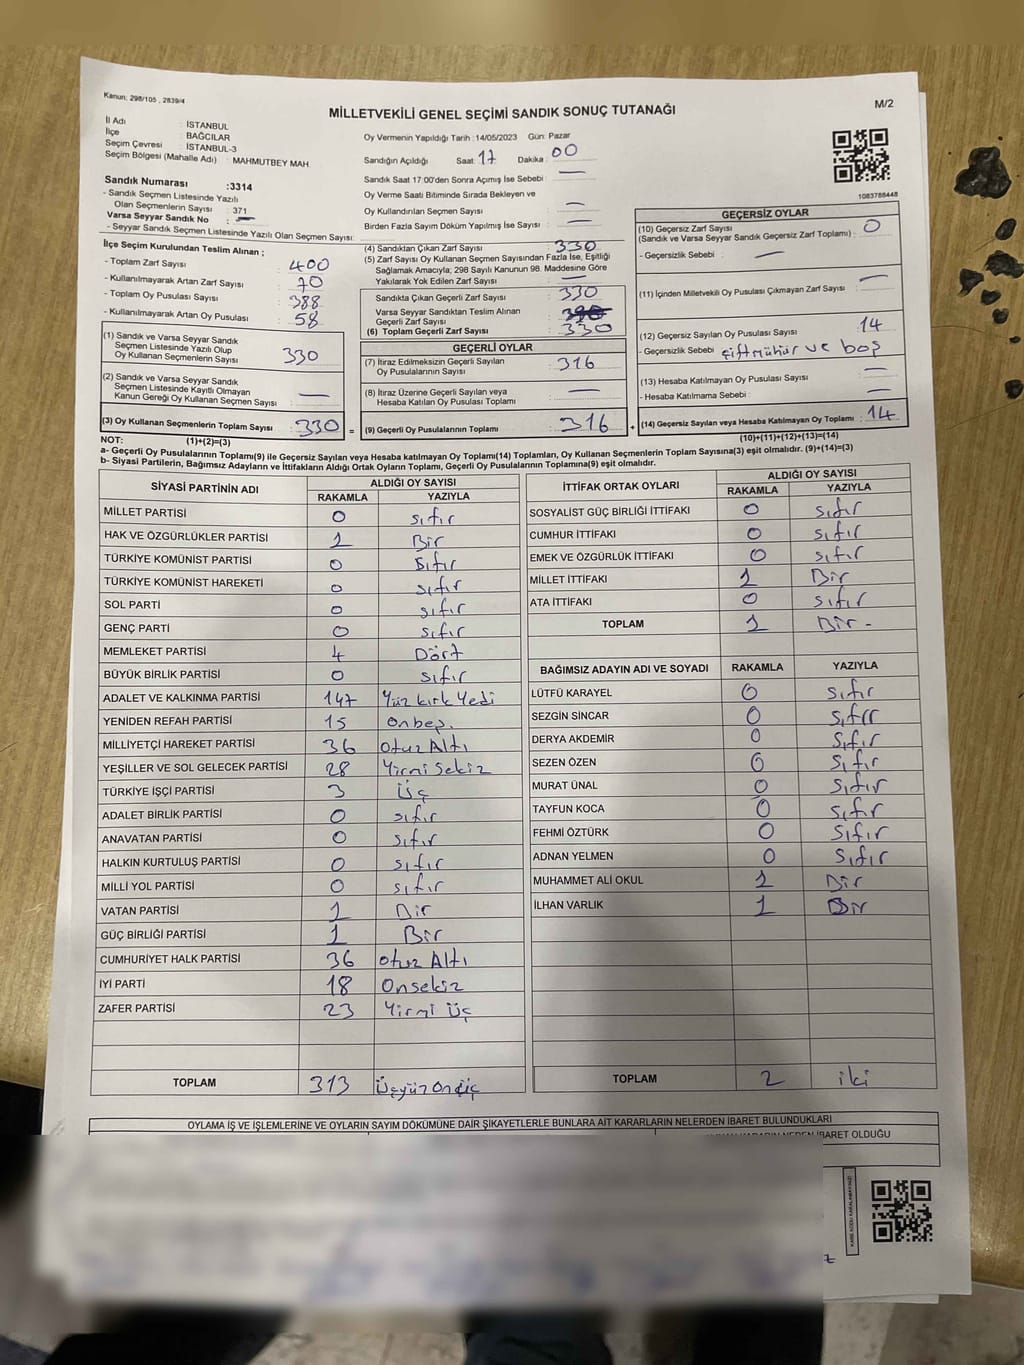 Kanun: 298/105 , 2839/4
MİLLETVEKİLİ GENEL SEÇİMİ SANDIK SONUÇ TUTANAĞI
M/2
İl Adı : İSTANBUL
İlçe : BAĞCILAR
Seçim Çevresi : İSTANBUL-3
Seçim Bölgesi (Mahalle Adı) : MAHMUTBEY MAH.
Sandık Numarası :3314
- Sandık Seçmen Listesinde Yazılı
Olan Seçmenlerin Sayısı : 371
Varsa Seyyar Sandık No : —
- Seyyar Sandık Seçmen Listesinde Yazılı Olan Seçmen Sayısı:
İlçe Seçim Kurulundan Teslim Alınan ;
- Toplam Zarf Sayısı : 400
- Kullanılmayarak Artan Zarf Sayısı : 70
- Toplam Oy Pusulası Sayısı : 388
- Kullanılmayarak Artan Oy Pusulası : 58
(1) Sandık ve Varsa Seyyar Sandık
Seçmen Listesinde Yazılı Olup
Oy Kullanan Seçmenlerin Sayısı : 330
(2) Sandık ve Varsa Seyyar Sandık
Seçmen Listesinde Kayıtlı Olmayan
Kanun Gereği Oy Kullanan Seçmen Sayısı : —
(3) Oy Kullanan Seçmenlerin Toplam Sayısı : 330 =
Oy Vermenin Yapıldığı Tarih : 14/05/2023 Gün: Pazar
Sandığın Açıldığı Saat: 17 Dakika : 00
Sandık Saat 17:00'den Sonra Açımış İse Sebebi : —
Oy Verme Saati Bitiminde Sırada Bekleyen ve
Oy Kullandırılan Seçmen Sayısı : —
Birden Fazla Sayım Döküm Yapılmış İse Sayısı : —
(4) Sandıktan Çıkan Zarf Sayısı : 330
(5) Zarf Sayısı Oy Kullanan Seçmen Sayısından Fazla İse, Eşitliği
Sağlamak Amacıyla; 298 Sayılı Kanunun 98. Maddesine Göre
Yakılarak Yok Edilen Zarf Sayısı : —
Sandıkta Çıkan Geçerli Zarf Sayısı : 330
Varsa Seyyar Sandıktan Teslim Alınan
Geçerli Zarf Sayısı :
(6) Toplam Geçerli Zarf Sayısı : 330
GEÇERLİ OYLAR
(7) İtiraz Edilmeksizin Geçerli Sayılan
Oy Pusulalarının Sayısı : 316
(8) İtiraz Üzerine Geçerli Sayılan veya
Hesaba Katılan Oy Pusulası Toplamı : —
(9) Geçerli Oy Pusulalarının Toplamı : 316 +
1083788448
GEÇERSİZ OYLAR
(10) Geçersiz Zarf Sayısı : 0
(Sandık ve Varsa Seyyar Sandık Geçersiz Zarf Toplamı) :
- Geçersizlik Sebebi : —
(11) İçinden Milletvekili Oy Pusulası Çıkmayan Zarf Sayısı : —
(12) Geçersiz Sayılan Oy Pusulası Sayısı : 14
- Geçersizlik Sebebi : çift mühür ve boş
(13) Hesaba Katılmayan Oy Pusulası Sayısı : —
- Hesaba Katılmama Sebebi : —
(14) Geçersiz Sayılan veya Hesaba Katılmayan Oy Toplamı : 14
NOT: (1)+(2)=(3)
(10)+(11)+(12)+(13)=(14)
a- Geçerli Oy Pusulalarının Toplamı(9) ile Geçersiz Sayılan veya Hesaba Katılmayan oy Toplamı(14) Toplamları, Oy Kullanan Seçmenlerin Toplam Sayısına(3) eşit olmalıdır. (9)+(14)=(3)
b- Siyasi Partilerin, Bağımsız Adayların ve İttifakların Aldığı Ortak Oyların Toplamı, Geçerli Oy Pusulalarının Toplamına(9) eşit olmalıdır.
SİYASİ PARTİNİN ADI ALDIĞI OY SAYISI
RAKAMLA YAZIYLA
MİLLET PARTİSİ 0 sıfır
HAK VE ÖZGÜRLÜKLER PARTİSİ 1 Bir
TÜRKİYE KOMÜNİST PARTİSİ 0 sıfır
TÜRKİYE KOMÜNİST HAREKETİ 0 sıfır
SOL PARTİ 0 sıfır
GENÇ PARTİ 0 sıfır
MEMLEKET PARTİSİ 4 Dört
BÜYÜK BİRLİK PARTİSİ 0 sıfır
ADALET VE KALKINMA PARTİSİ 147 Yüz kırk Yedi
YENİDEN REFAH PARTİSİ 15 onbeş.
MİLLİYETÇİ HAREKET PARTİSİ 36 otuz Altı
YEŞİLLER VE SOL GELECEK PARTİSİ 28 Yirmi Sekiz
TÜRKİYE İŞÇİ PARTİSİ 3 Üç
ADALET BİRLİK PARTİSİ 0 sıfır
ANAVATAN PARTİSİ 0 sıfır
HALKIN KURTULUŞ PARTİSİ 0 sıfır
MİLLİ YOL PARTİSİ 0 sıfır
VATAN PARTİSİ 1 Bir
GÜÇ BİRLİĞİ PARTİSİ 1 Bir
CUMHURİYET HALK PARTİSİ 36 otuz Altı
İYİ PARTİ 18 Onsekiz
ZAFER PARTİSİ 23 Yirmi Üç
TOPLAM 313 Üçyüz Onüç
İTTİFAK ORTAK OYLARI ALDIĞI OY SAYISI
RAKAMLA YAZIYLA
SOSYALİST GÜÇ BİRLİĞİ İTTİFAKI 0 sıfır
CUMHUR İTTİFAKI 0 sıfır
EMEK VE ÖZGÜRLÜK İTTİFAKI 0 sıfır
MİLLET İTTİFAKI 1 Bir
ATA İTTİFAKI 0 sıfır
TOPLAM 1 Bir -
BAĞIMSIZ ADAYIN ADI VE SOYADI RAKAMLA YAZIYLA
LÜTFÜ KARAYEL 0 sıfır
SEZGİN SİNCAR 0 sıfır
DERYA AKDEMİR 0 sıfır
SEZEN ÖZEN 0 sıfır
MURAT ÜNAL 0 sıfır
TAYFUN KOCA 0 sıfır
FEHMİ ÖZTÜRK 0 sıfır
ADNAN YELMEN 0 sıfır
MUHAMMET ALİ OKUL 1 Bir
İLHAN VARLIK 1 Bir
TOPLAM 2 iki
OYLAMA İŞ VE İŞLEMLERİNE VE OYLARIN SAYIM DÖKÜMÜNE DAİR ŞİKAYETLERLE BUNLARA AİT KARARLARIN NELERDEN İBARET BULUNDUKLARI
İBARET OLDUĞU